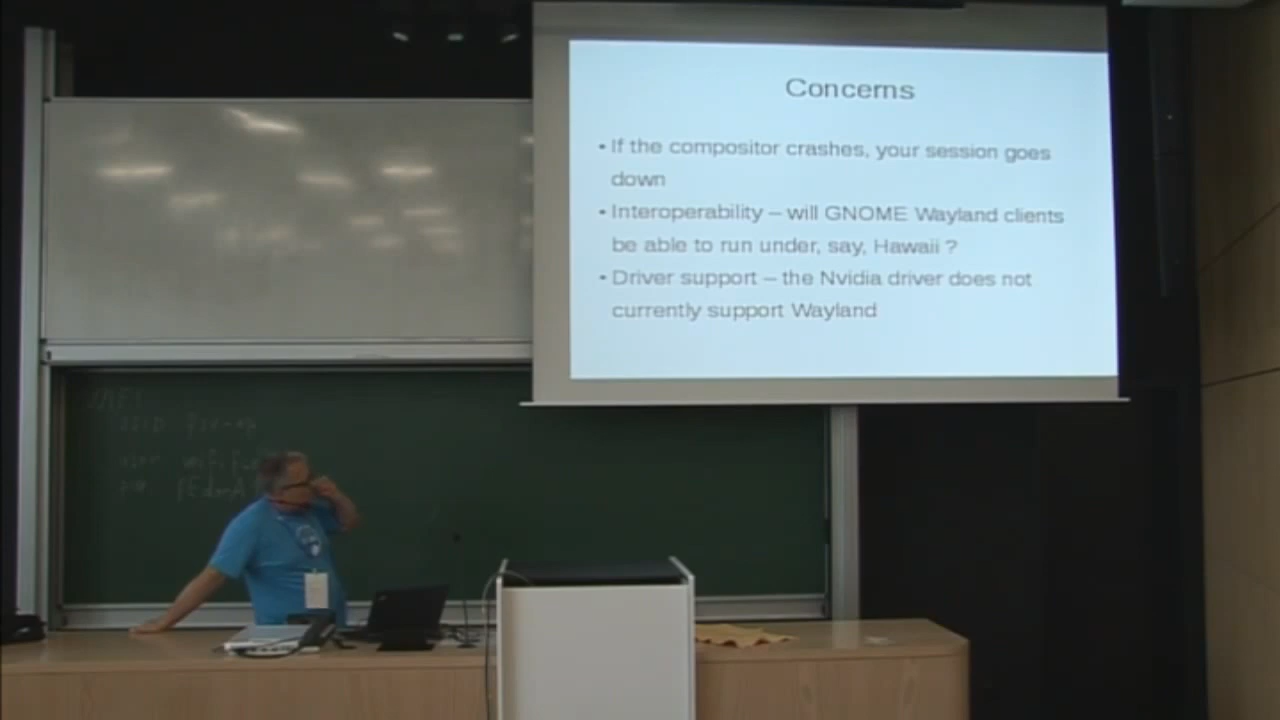 Concerns
• If the compositor crashes, your session goes
down
• Interoperability – will GNOME Wayland clients
be able to run under, say, Hawaii ?
• Driver support – the Nvidia driver does not
currently support Wayland